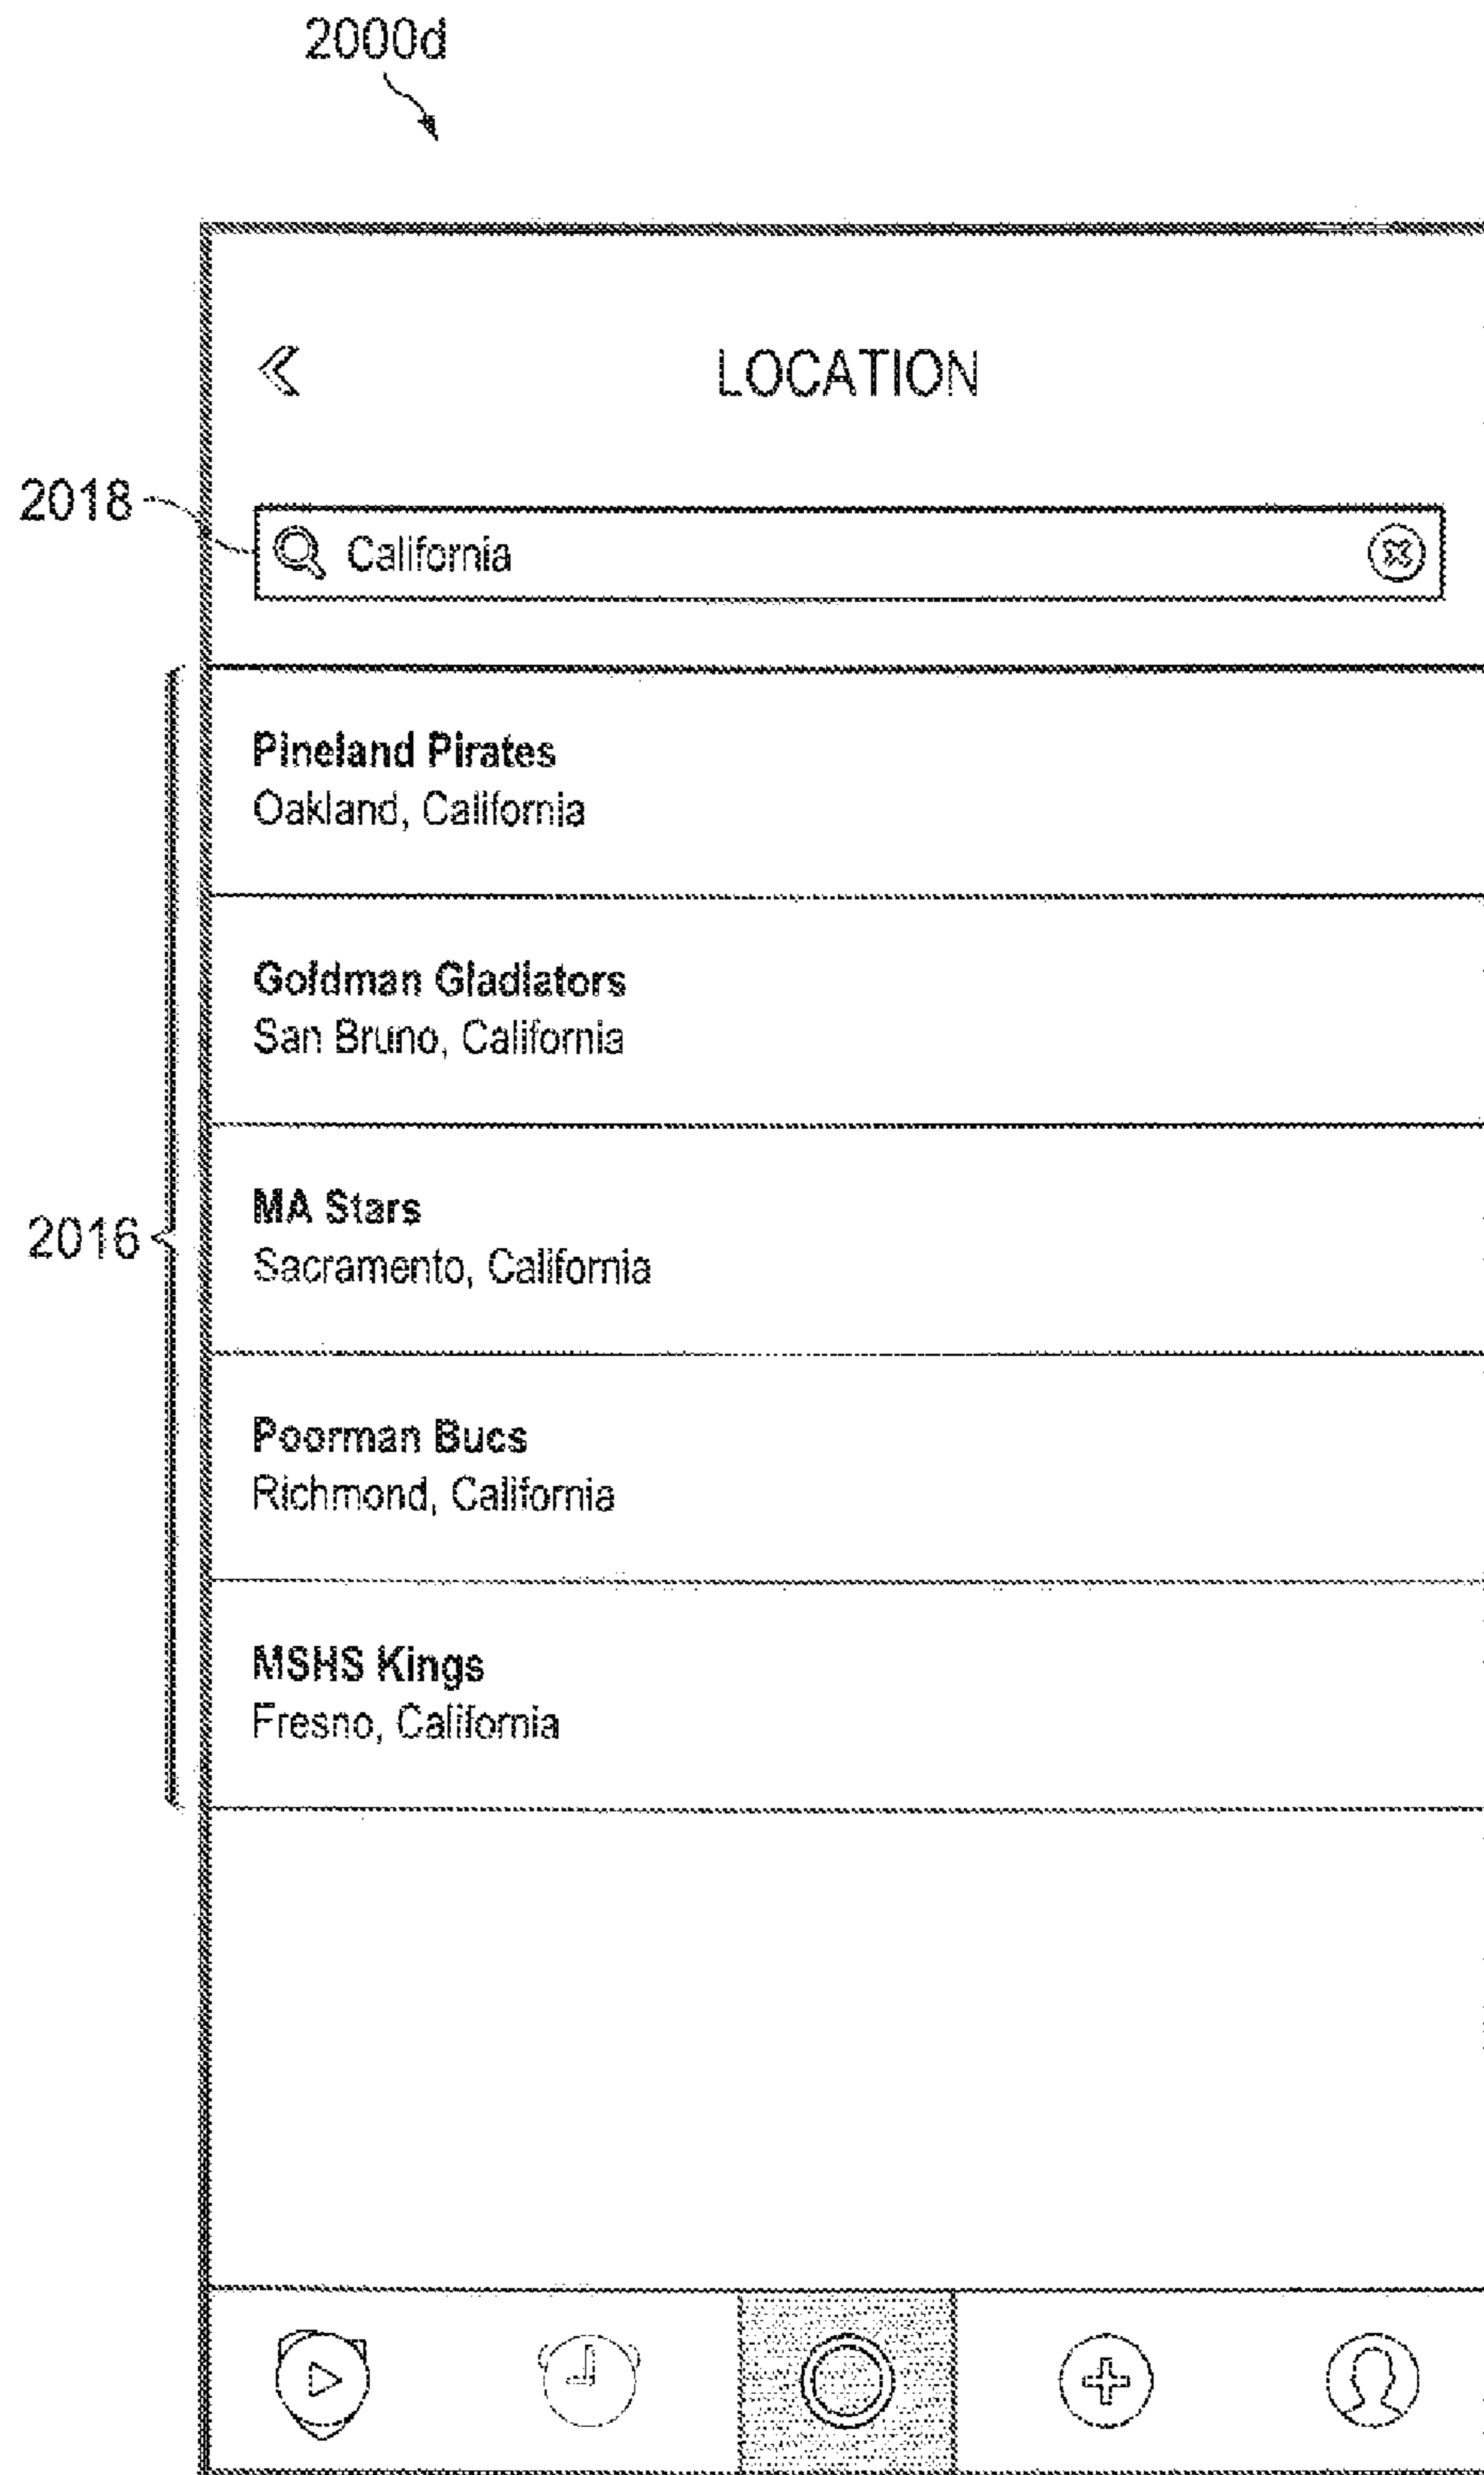 2000d
LOCATION
2018
California
Pineland Pirates
Oakland, California
Goldman Gladiators
San Bruno, California
2016
MA Stars
Sacramento, California
Poorman Bucs
Richmond, California
MSHS Kings
Fresno, California